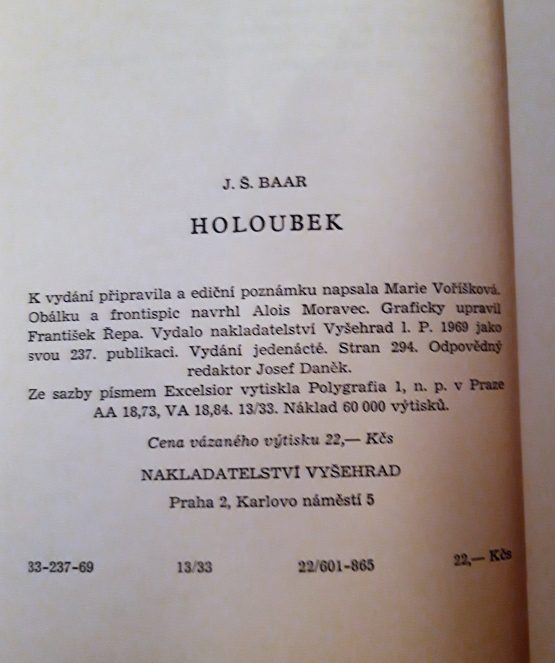 J. Š. BAAR
HOLOUBEK
K vydání připravila a ediční poznámku napsala Marie Voříšková.
Obálku a frontispic navrhl Alois Moravec. Graficky upravil
František Řepa. Vydalo nakladatelství Vyšehrad l. P. 1969 jako
svou 237. publikaci. Vydání jedenácté. Stran 294. Odpovědný
redaktor Josef Daněk.
Ze sazby písmem Excelsior vytiskla Polygrafia 1, n. p. v Praze
AA 18,73, VA 18,84. 13/33. Náklad 60 000 výtisků.
Cena vázaného výtisku 22,— Kčs
NAKLADATELSTVÍ VYŠEHRAD
Praha 2, Karlovo náměstí 5
33-237-69 13/33 22/601-865 22,— Kčs